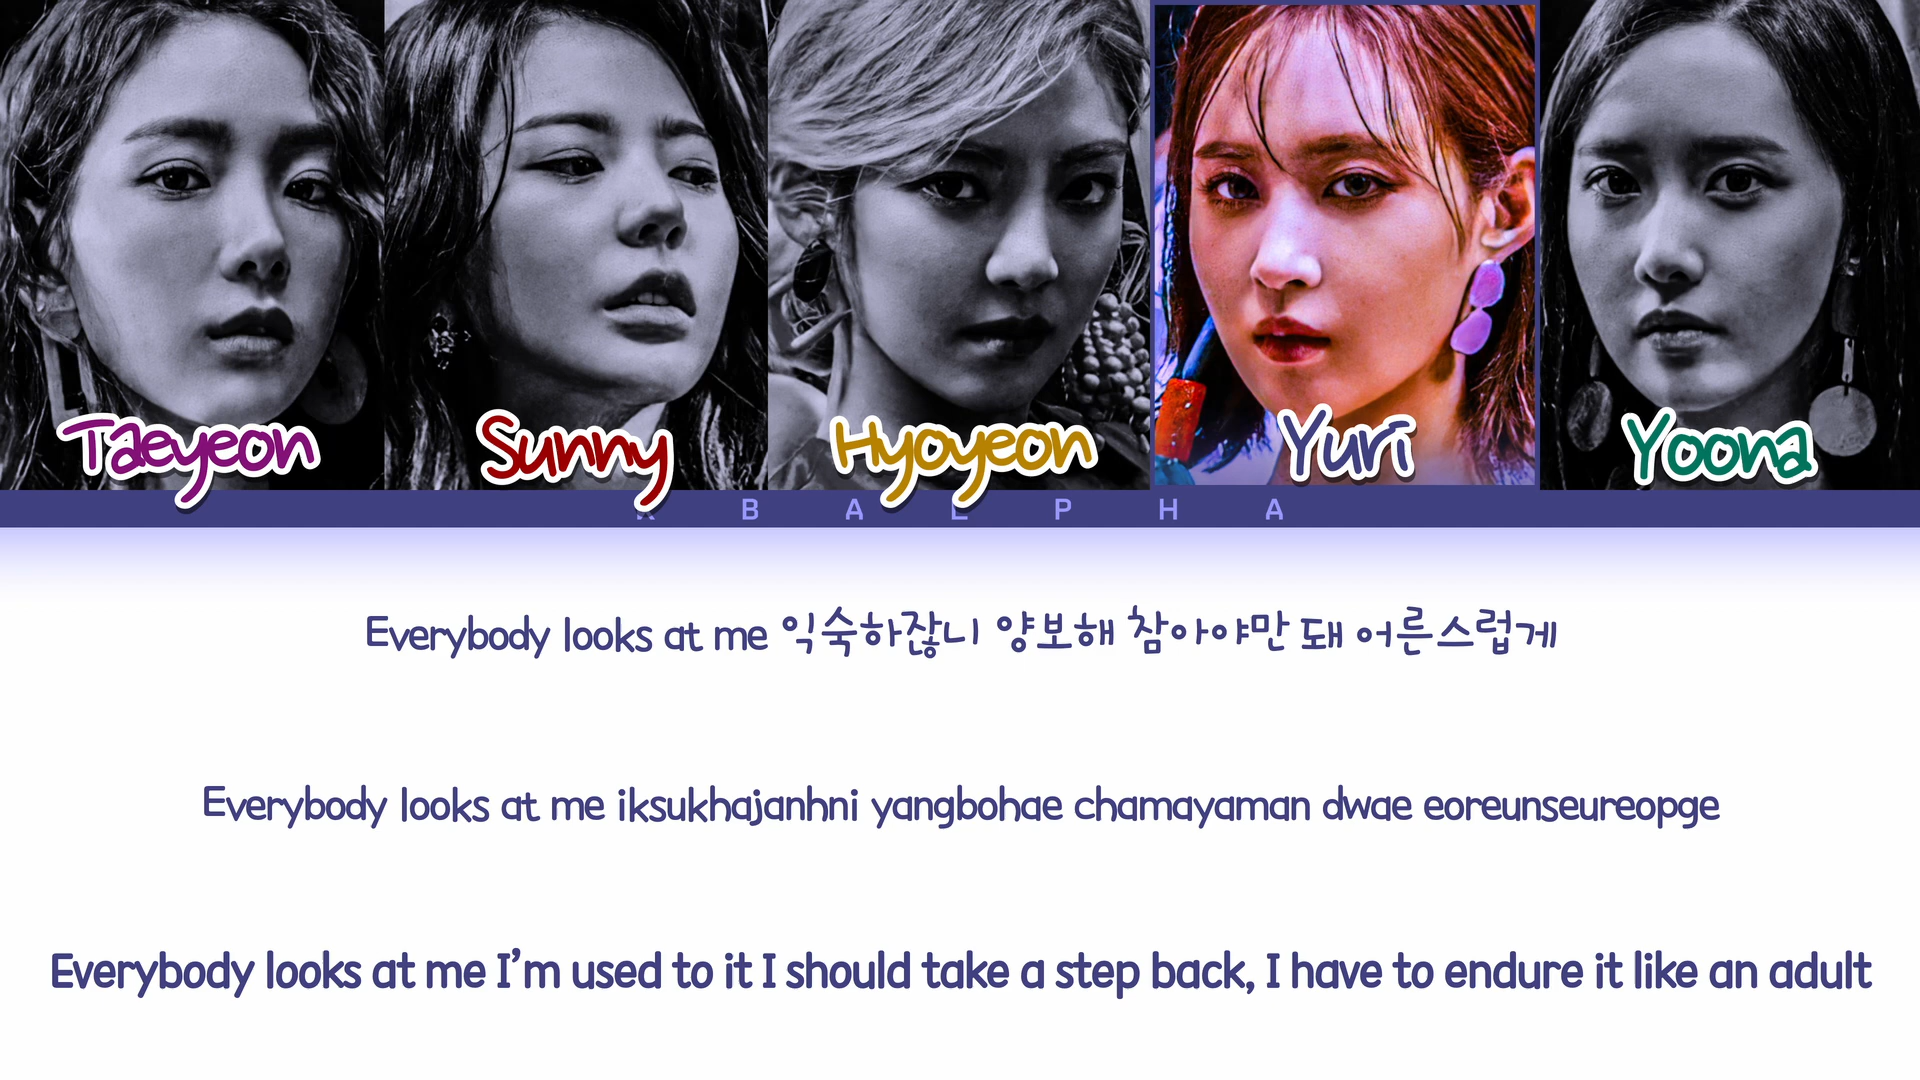 Taeyeon Sunny Hyoyeon Yuri Yoona
K B A L P H A
Everybody looks at me 익숙하잖니 양보해 참아야만 돼 어른스럽게
Everybody looks at me iksukhajanhni yangbohae chamayaman dwae eoreunseureopge
Everybody looks at me I'm used to it I should take a step back, I have to endure it like an adult